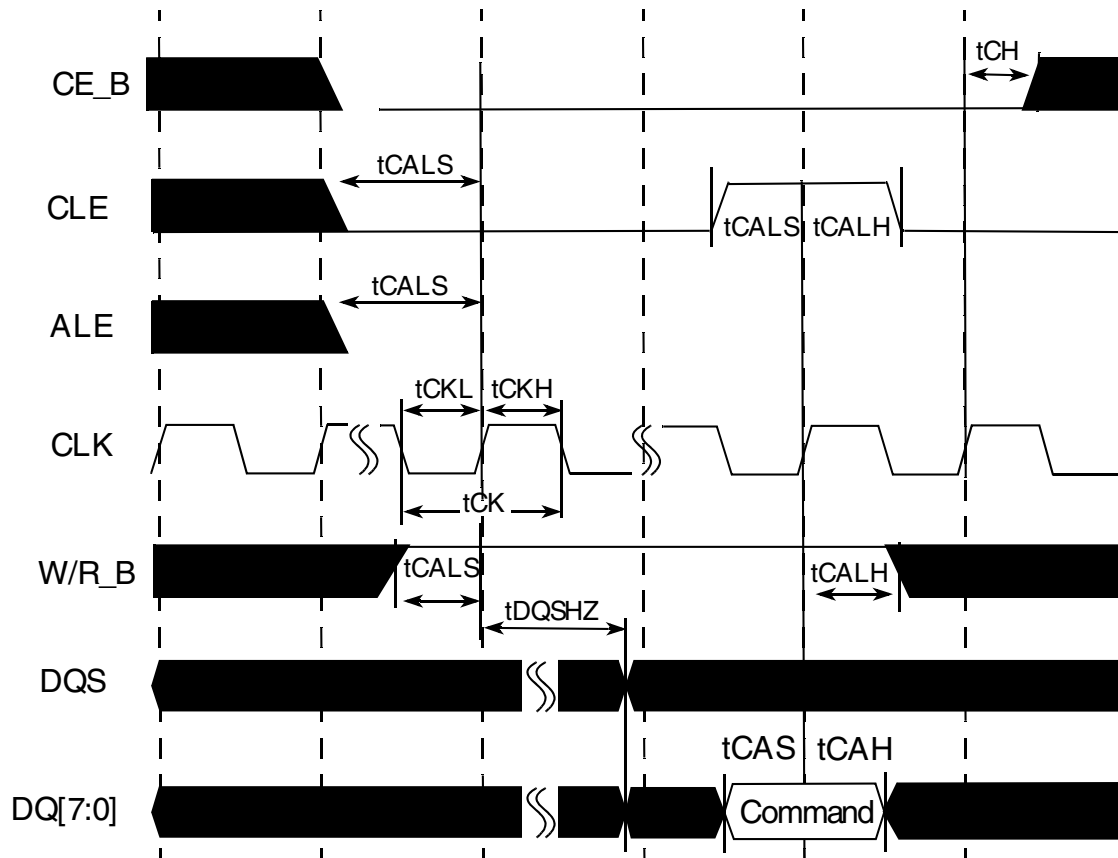 tCH
CE_B
tCALS
CLE
tCALS tCALH
tCALS
ALE
tCKL tCKH
CLK
tCK
W/R_B
tCALS
tCALH
tDQSHZ
DQS
tCAS tCAH
DQ[7:0]
Command